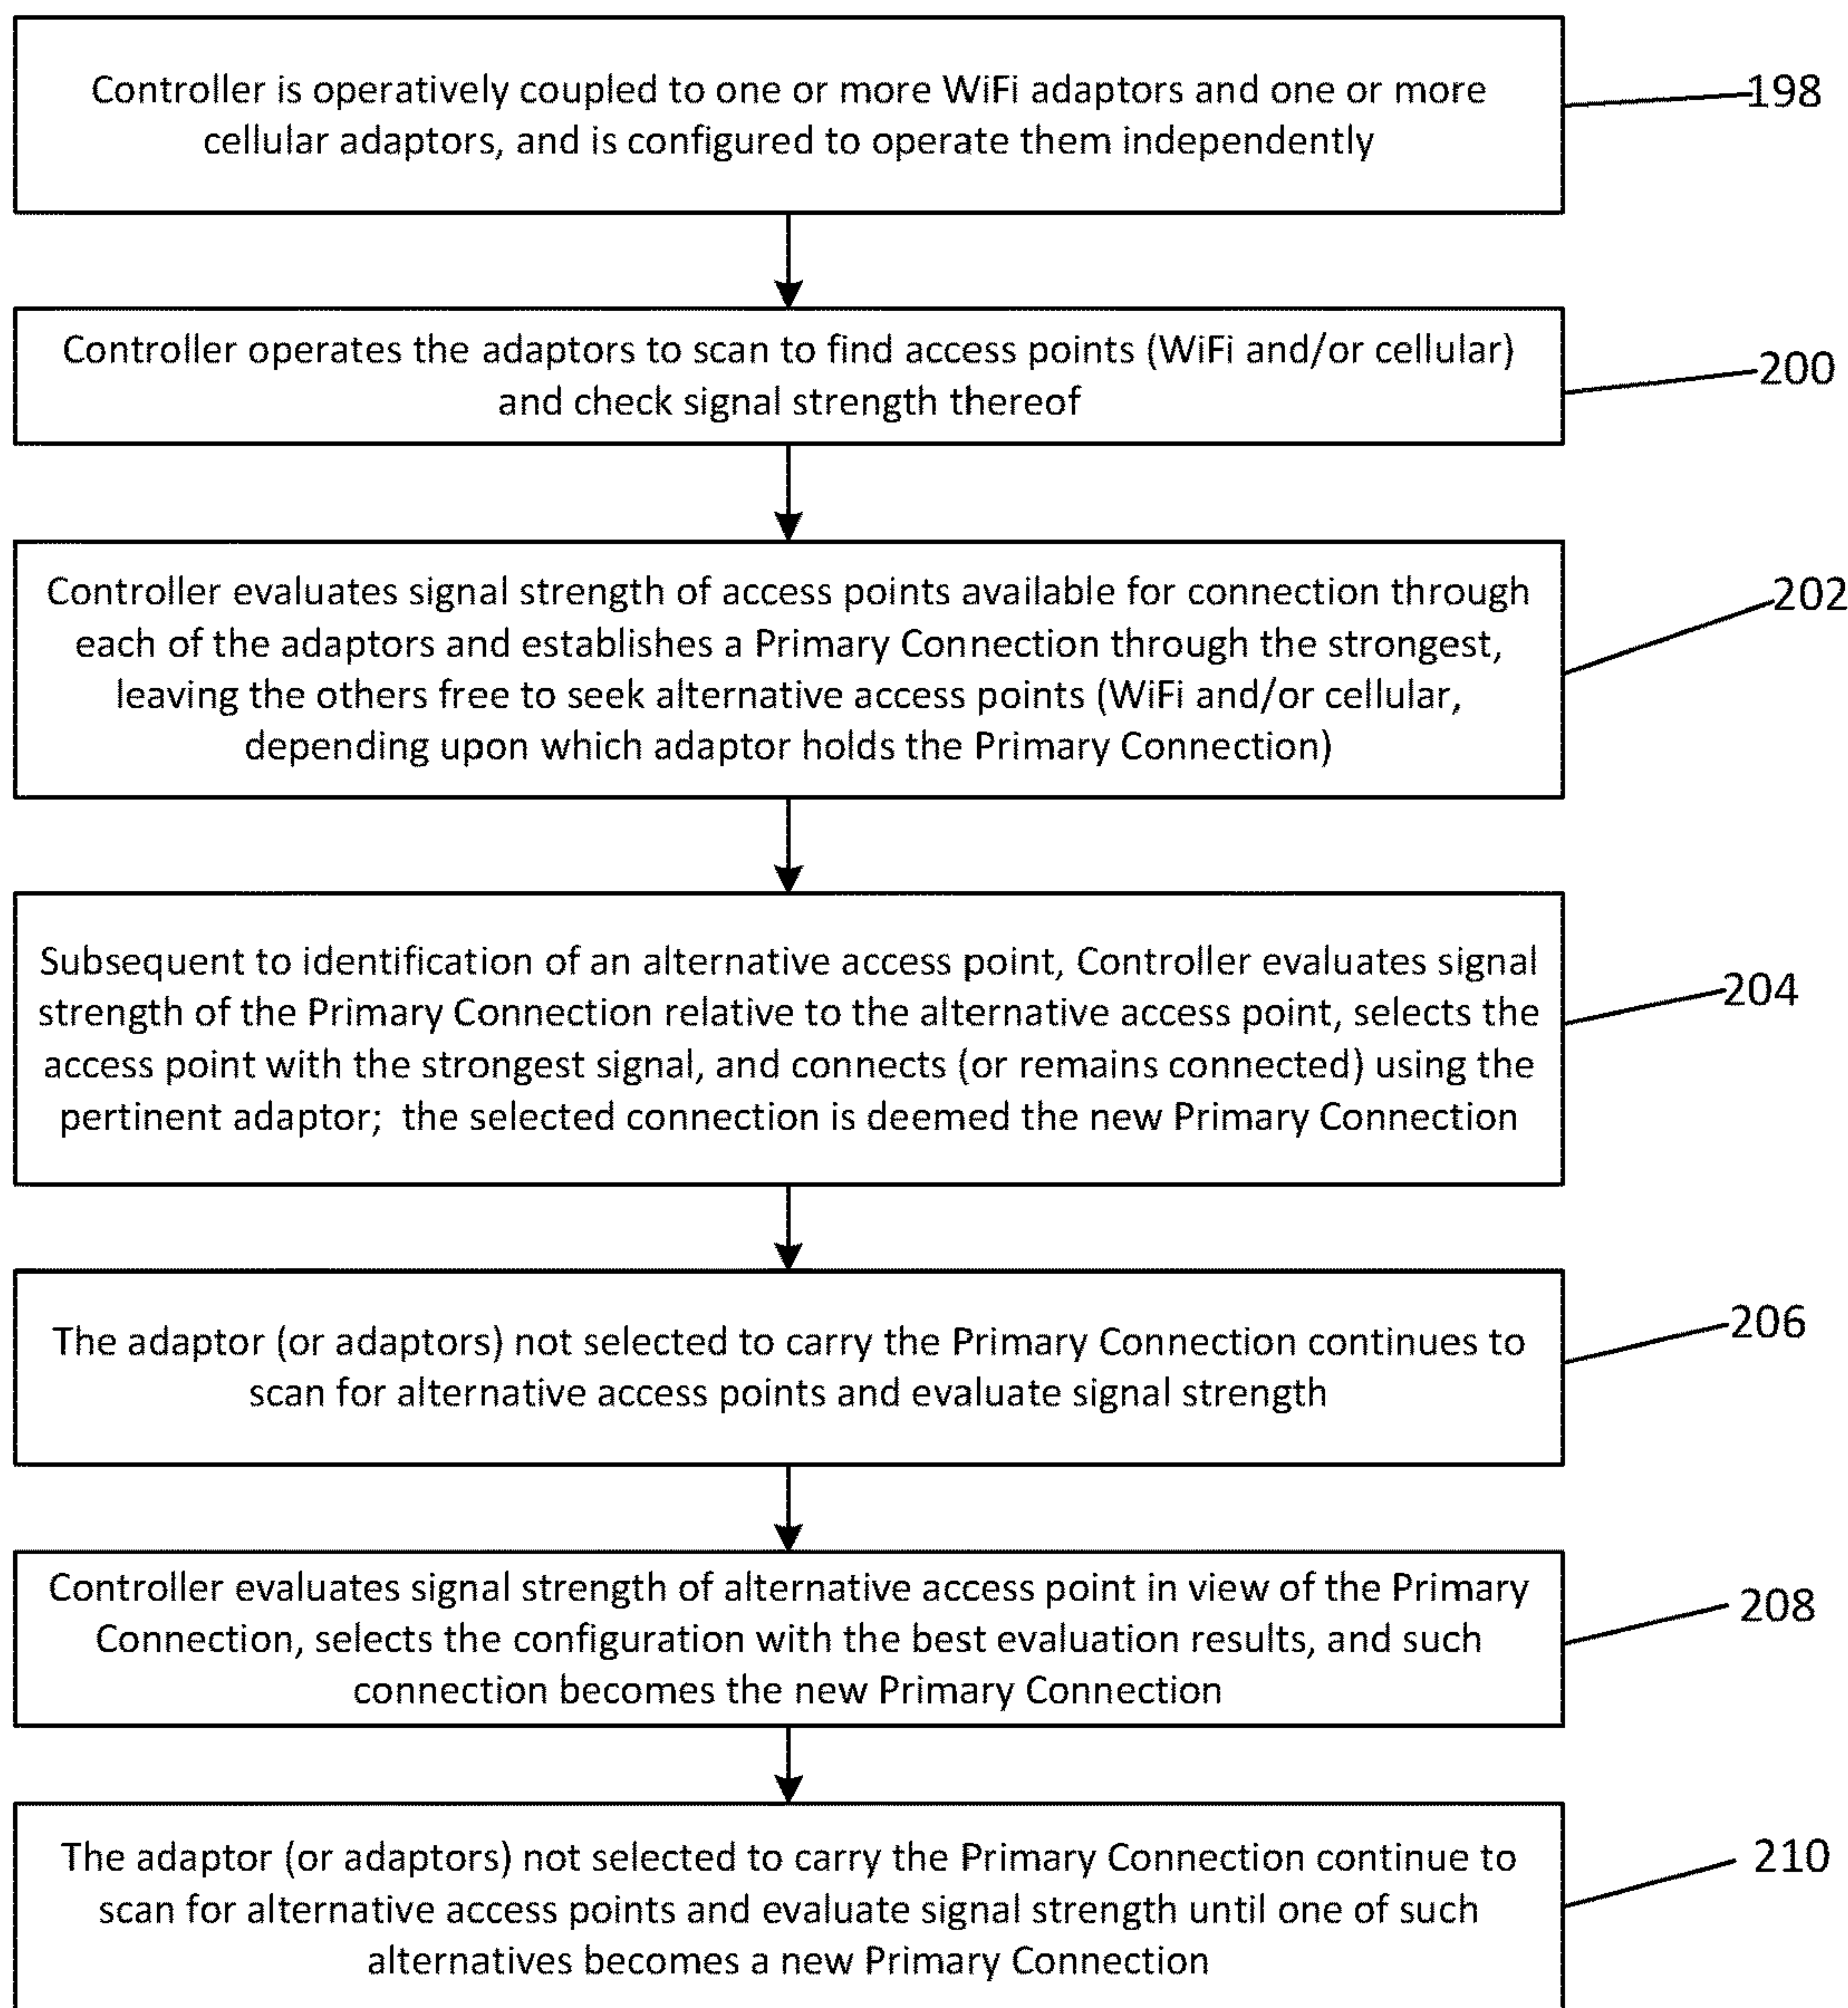 Controller is operatively coupled to one or more WiFi adaptors and one or more
cellular adaptors, and is configured to operate them independently
198
Controller operates the adaptors to scan to find access points (WiFi and/or cellular)
and check signal strength thereof
200
Controller evaluates signal strength of access points available for connection through
each of the adaptors and establishes a Primary Connection through the strongest,
leaving the others free to seek alternative access points (WiFi and/or cellular,
depending upon which adaptor holds the Primary Connection)
202
Subsequent to identification of an alternative access point, Controller evaluates signal
strength of the Primary Connection relative to the alternative access point, selects the
access point with the strongest signal, and connects (or remains connected) using the
pertinent adaptor; the selected connection is deemed the new Primary Connection
204
The adaptor (or adaptors) not selected to carry the Primary Connection continues to
scan for alternative access points and evaluate signal strength
206
Controller evaluates signal strength of alternative access point in view of the Primary
Connection, selects the configuration with the best evaluation results, and such
connection becomes the new Primary Connection
208
The adaptor (or adaptors) not selected to carry the Primary Connection continue to
scan for alternative access points and evaluate signal strength until one of such
alternatives becomes a new Primary Connection
210